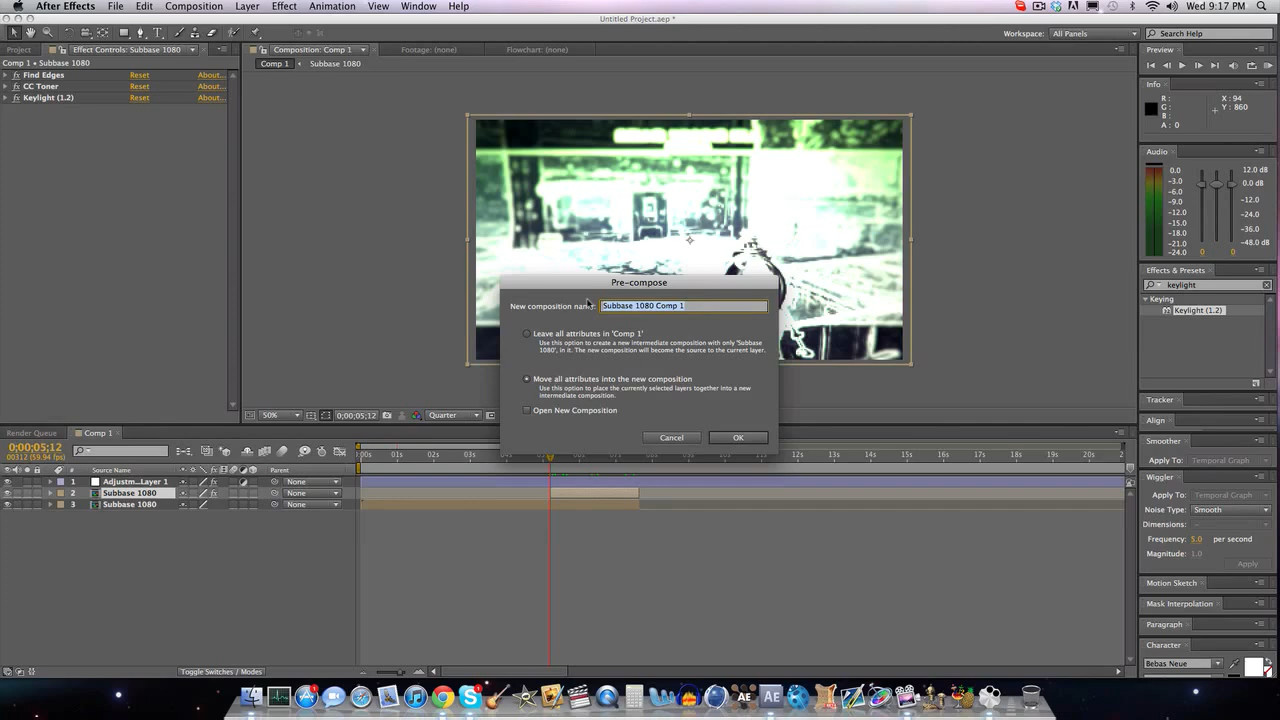 After Effects File Edit Composition Layer Effect Animation View Window Help Wed 9:17 PM
Untitled Project.aep *
Workspace: All Panels Search Help
Project Effect Controls: Subbase 1080 Composition: Comp 1 Footage: (none) Flowchart: (none) Preview
Comp 1 • Subbase 1080 Comp 1 Subbase 1080
Find Edges Reset About...
CC Toner Reset About...
Keylight (1.2) Reset About...
Info
R: X: 94
G: Y: 860
B:
A: 0
Audio
0.0 12.0 dB
-3.0 0.0 dB
-6.0
-9.0 -12.0
-12.0 -24.0
-15.0
-18.0 -36.0
-21.0 -48.0 dB
-24.0 0 0
Effects & Presets
keylight
Keying
Keylight (1.2)
Pre-compose
New composition name: Subbase 1080 Comp 1
Leave all attributes in 'Comp 1'
Use this option to create a new intermediate composition with only 'Subbase
1080', in it. The new composition will become the source to the current layer.
Move all attributes into the new composition
Use this option to place the currently selected layers together into a new
intermediate composition.
Open New Composition
Cancel OK
50% 0;00;05;12 Quarter
Tracker
Align
Smoother
Apply To: Temporal Graph
Wiggler
Apply To: Temporal Graph
Noise Type: Smooth
Dimensions:
Frequency: 5.0 per second
Magnitude: 1.0
Apply
Motion Sketch
Mask Interpolation
Paragraph
Character
Bebas Neue
Render Queue Comp 1
0;00;05;12
00312 (59.94 fps)
01s 02s 03s 04s 05s 06s 07s 08s 09s 10s 11s 12s 13s 14s 15s 16s 17s 18s 19s
# Source Name Parent
1 Adjustm...Layer 1 None
2 Subbase 1080 None
3 Subbase 1080 None
Toggle Switches / Modes